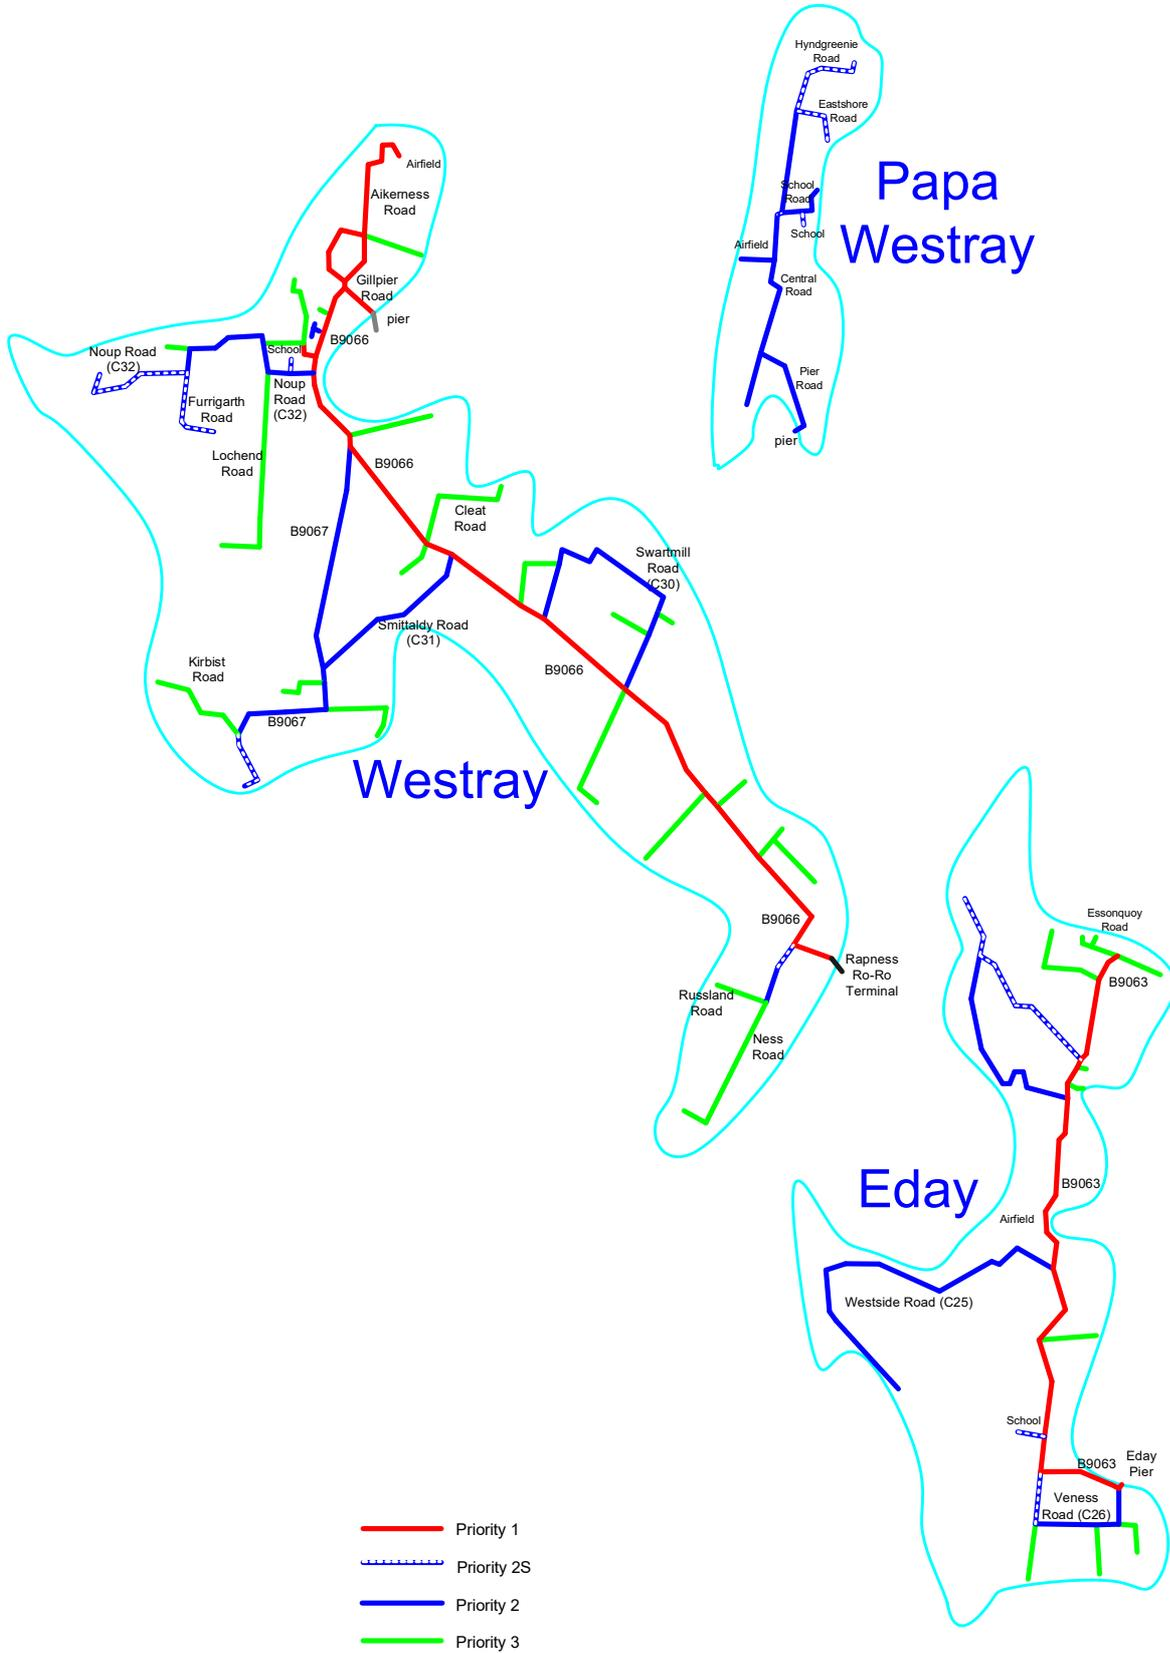 Hyndgreenie
Road
Eastshore
Road
Papa
Westray
School
Road
School
Airfield
Central
Road
Pier
Road
pier
Airfield
Aikerness
Road
Gillpier
Road
pier
B9066
School
Noup Road
(C32)
Noup
Road
(C32)
Furrigarth
Road
Lochend
Road
B9066
Cleat
Road
B9067
Swartmill
Road
(C30)
Smittaldy Road
(C31)
B9066
Kirbist
Road
B9067
Westray
B9066
Rapness
Ro-Ro
Terminal
Russland
Road
Ness
Road
Essonquoy
Road
B9063
Eday
B9063
Airfield
Westside Road (C25)
School
B9063
Eday
Pier
Veness
Road (C26)
Priority 1
Priority 2S
Priority 2
Priority 3